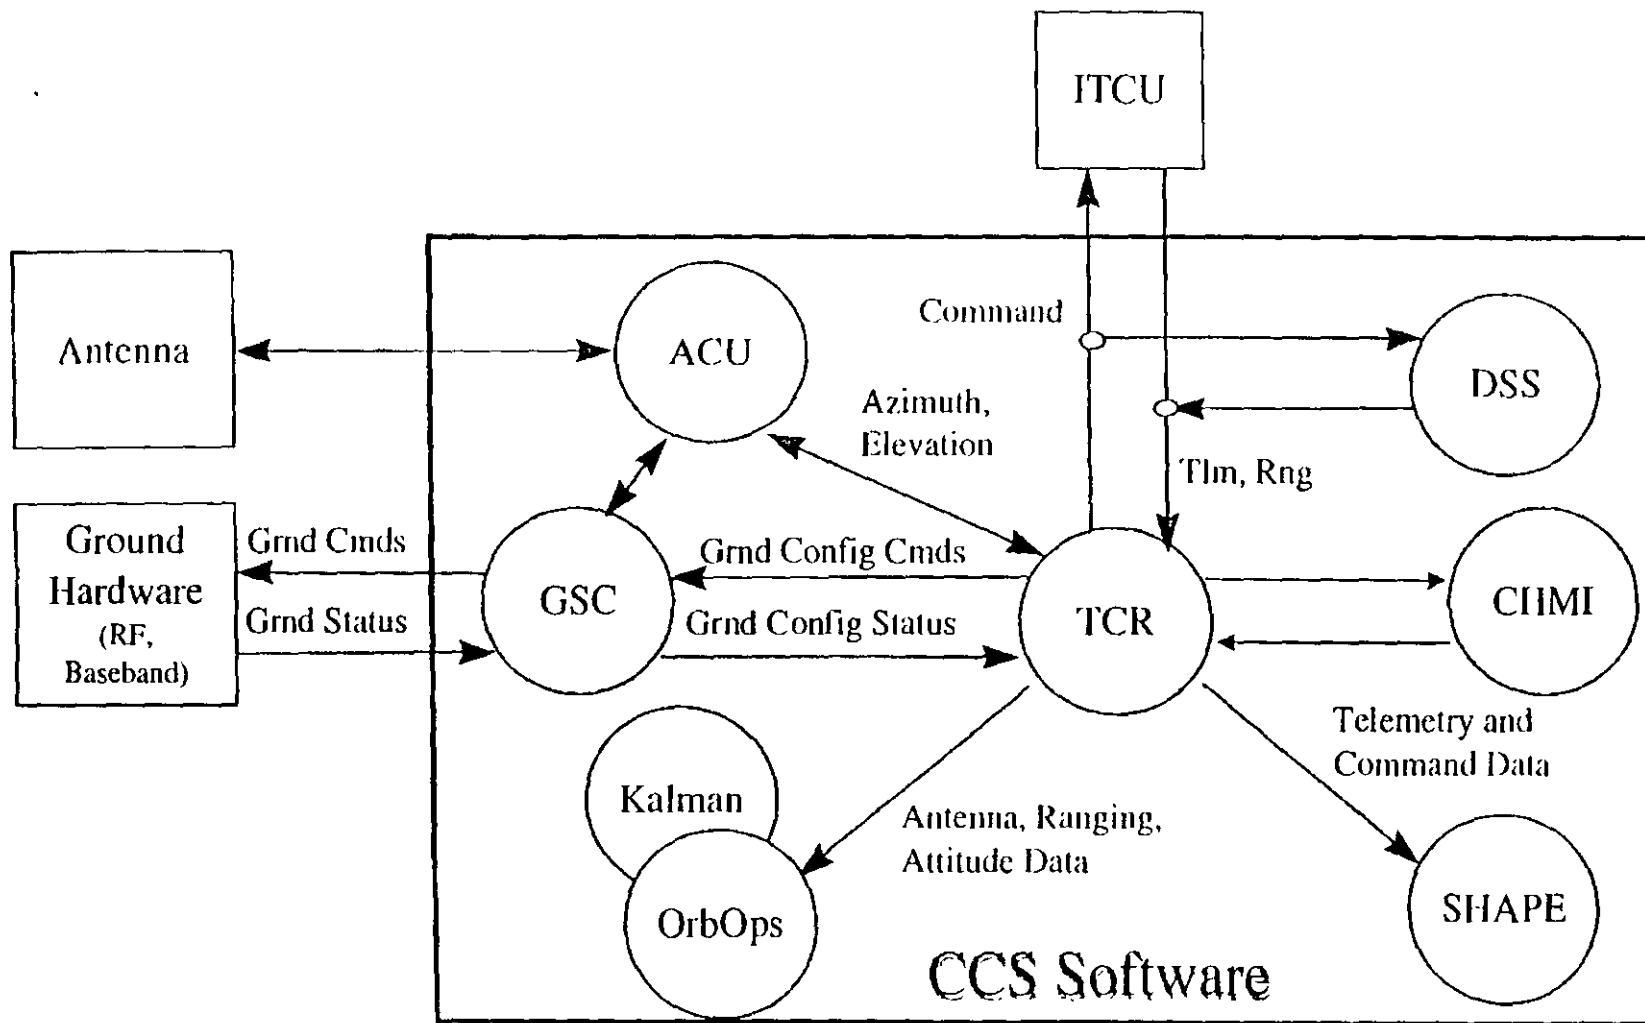 ITCU
Antenna
ACU
Command
DSS
Azimuth,
Elevation
Tlm, Rng
Ground
Hardware
(RF,
Baseband)
Grnd Cmds
Grnd Status
GSC
Grnd Config Cmds
Grnd Config Status
TCR
CHMI
Kalman
OrbOps
Antenna, Ranging,
Attitude Data
Telemetry and
Command Data
SHAPE
CCS Software